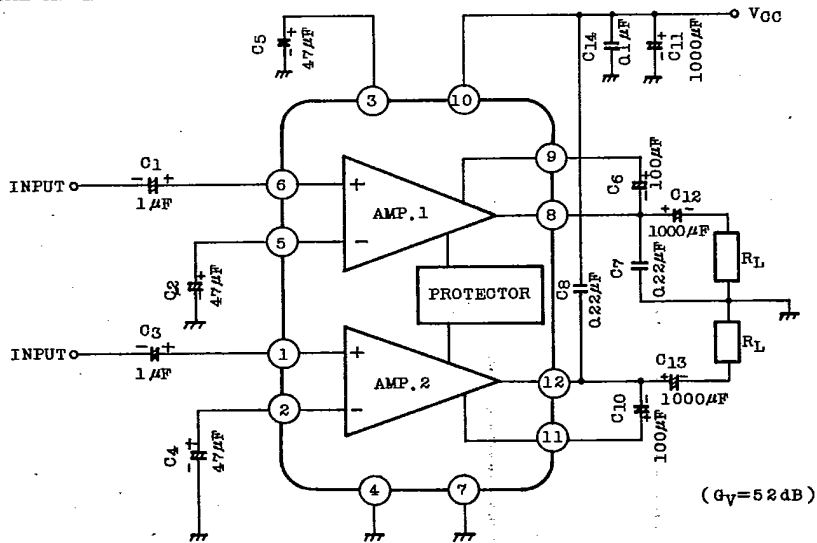 C5
47μF
C14
0.1μF
C11
1000μF
VCC
3
10
9
C6
100μF
C1
INPUT
1μF
6
AMP.1
8
C12
1000μF
5
C2
47μF
PROTECTOR
C8
0.22μF
C7
0.22μF
RL
C3
INPUT
1μF
1
AMP.2
12
C13
1000μF
RL
2
C4
47μF
11
C10
100μF
4
7
(GV=52dB)